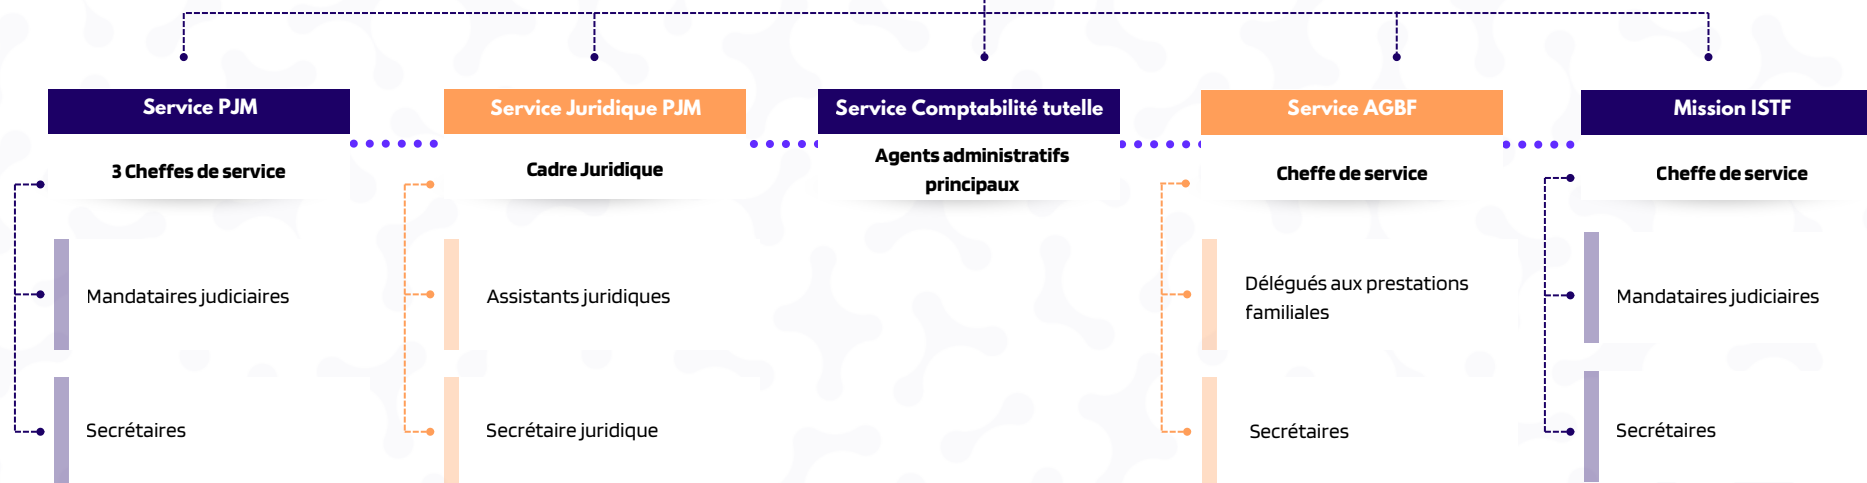 Service PJM
3 Cheffes de service
Mandataires judiciaires
Secrétaires
Service Juridique PJM
Cadre Juridique
Assistants juridiques
Secrétaire juridique
Service Comptabilité tutelle
Agents administratifs
principaux
Service AGBF
Cheffe de service
Délégués aux prestations
familiales
Secrétaires
Mission ISTF
Cheffe de service
Mandataires judiciaires
Secrétaires